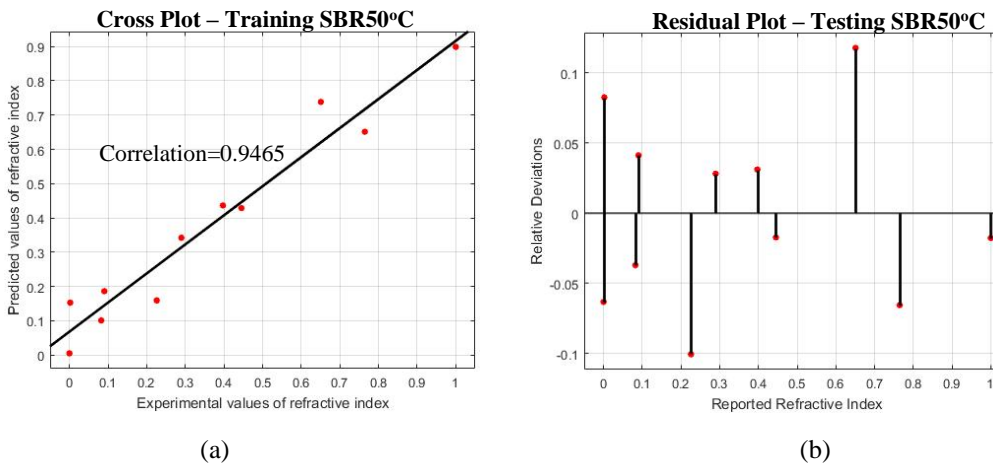 Cross Plot – Training SBR50°C
Predicted values of refractive index
0.9
0.8
0.7
0.6
0.5
0.4
0.3
0.2
0.1
0
Correlation=0.9465
0 0.1 0.2 0.3 0.4 0.5 0.6 0.7 0.8 0.9 1
Experimental values of refractive index
(a)
Residual Plot – Testing SBR50°C
Relative Deviations
0.1
0.05
0
-0.05
-0.1
0 0.1 0.2 0.3 0.4 0.5 0.6 0.7 0.8 0.9 1
Reported Refractive Index
(b)